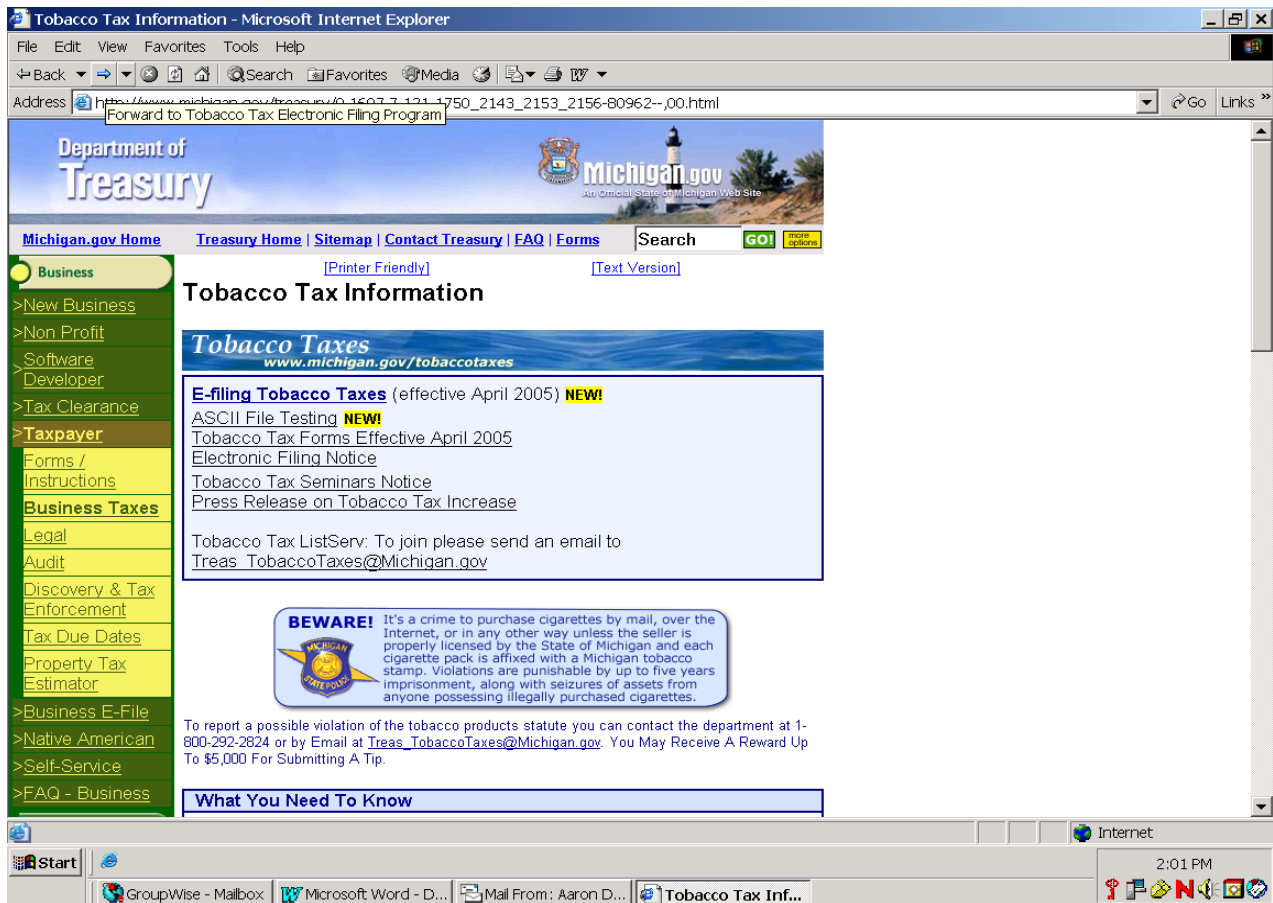 Tobacco Tax Information - Microsoft Internet Explorer
File Edit View Favorites Tools Help
Back Search Favorites Media
Address http://www.michigan.gov/treasury/0,1607,7-121-1750_2143_2153_2156-80962--,00.html Go Links »
Forward to Tobacco Tax Electronic Filing Program
Department of
Treasury
Michigan.gov
An Official State of Michigan Web Site
Michigan.gov Home Treasury Home | Sitemap | Contact Treasury | FAQ | Forms Search GO! more options
Business
>New Business
>Non Profit
>Software
Developer
>Tax Clearance
>Taxpayer
Forms /
Instructions
Business Taxes
Legal
Audit
Discovery & Tax
Enforcement
Tax Due Dates
Property Tax
Estimator
>Business E-File
>Native American
>Self-Service
>FAQ - Business
[Printer Friendly] [Text Version]
Tobacco Tax Information
Tobacco Taxes
www.michigan.gov/tobaccotaxes
E-filing Tobacco Taxes (effective April 2005) NEW!
ASCII File Testing NEW!
Tobacco Tax Forms Effective April 2005
Electronic Filing Notice
Tobacco Tax Seminars Notice
Press Release on Tobacco Tax Increase
Tobacco Tax ListServ: To join please send an email to
Treas_TobaccoTaxes@Michigan.gov
BEWARE! It's a crime to purchase cigarettes by mail, over the
Internet, or in any other way unless the seller is
properly licensed by the State of Michigan and each
cigarette pack is affixed with a Michigan tobacco
stamp. Violations are punishable by up to five years
imprisonment, along with seizures of assets from
anyone possessing illegally purchased cigarettes.
MICHIGAN
STATE POLICE
To report a possible violation of the tobacco products statute you can contact the department at 1-
800-292-2824 or by Email at Treas_TobaccoTaxes@Michigan.gov. You May Receive A Reward Up
To $5,000 For Submitting A Tip.
What You Need To Know
Internet
Start
2:01 PM
GroupWise - Mailbox Microsoft Word - D... Mail From: Aaron D... Tobacco Tax Inf...